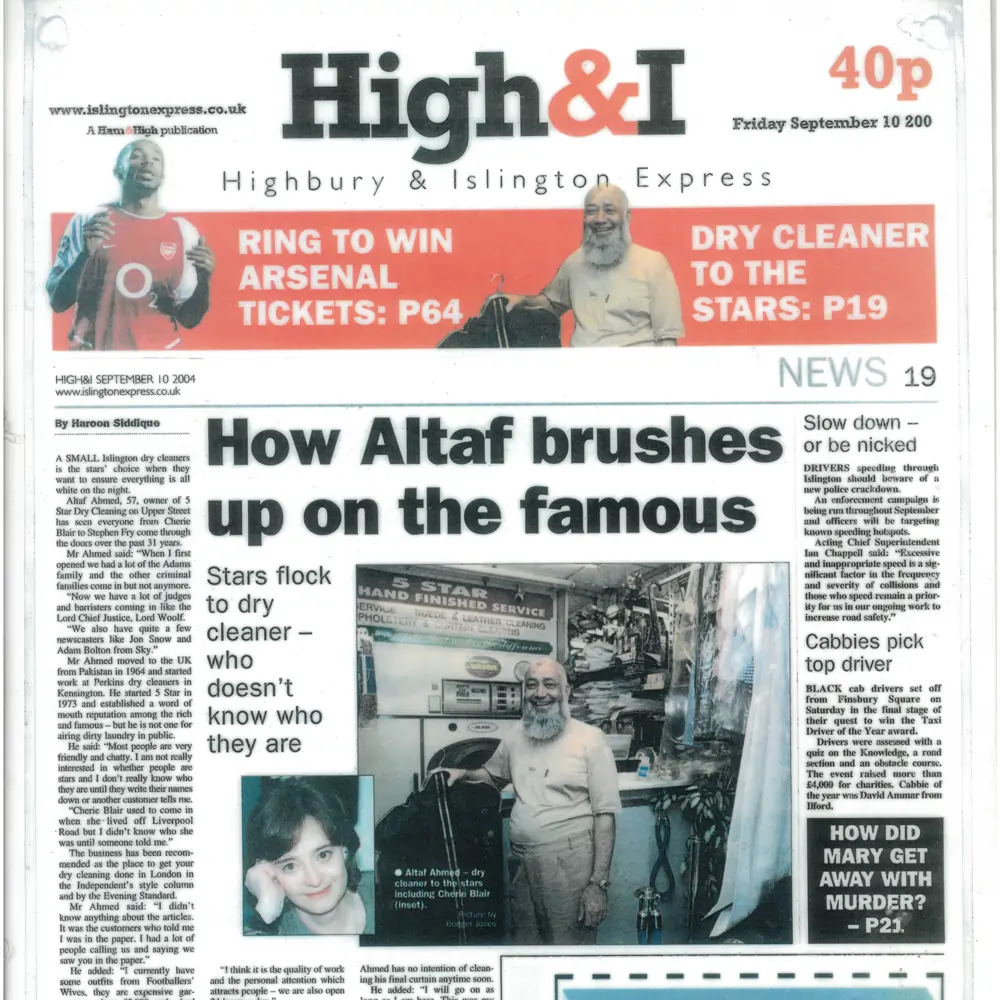 www.islingtonexpress.co.uk
A Ham&High publication
High&I
40p
Friday September 10 200
Highbury & Islington Express
RING TO WIN
ARSENAL
TICKETS: P64
DRY CLEANER
TO THE
STARS: P19
HIGH&I SEPTEMBER 10 2004
www.islingtonexpress.co.uk
NEWS 19
By Haroon Siddique
A SMALL Islington dry cleaners
is the stars' choice when they
want to ensure everything is all
white on the night.
Altaf Ahmed, 57, owner of 5
Star Dry Cleaning on Upper Street
has seen everyone from Cherie
Blair to Stephen Fry come through
the doors over the past 31 years.
Mr Ahmed said: "When I first
opened we had a lot of the Adams
family and the other criminal
families come in but not anymore.
"Now we have a lot of judges
and barristers coming in like the
Lord Chief Justice, Lord Woolf.
"We also have quite a few
newscasters like Jon Snow and
Adam Bolton from Sky."
Mr Ahmed moved to the UK
from Pakistan in 1964 and started
work at Perkins dry cleaners in
Kensington. He started 5 Star in
1973 and established a word of
mouth reputation among the rich
and famous – but he is not one for
airing dirty laundry in public.
He said: "Most people are very
friendly and chatty. I am not really
interested in whether people are
stars and I don't really know who
they are until they write their names
down or another customer tells me.
"Cherie Blair used to come in
when she lived off Liverpool
Road but I didn't know who she
was until someone told me."
The business has been recom-
mended as the place to get your
dry cleaning done in London in
the Independent's style column
and by the Evening Standard.
Mr Ahmed said: "I didn't
know anything about the articles.
It was the customers who told me
I was in the paper. I had a lot of
people calling us and saying we
saw you in the paper."
He added: "I currently have
some outfits from Footballers'
Wives, they are expensive gar-
How Altaf brushes
up on the famous
Stars flock
to dry
cleaner –
who
doesn't
know who
they are
5 STAR
HAND FINISHED SERVICE
SERVICE SUEDE & LEATHER CLEANING
UPHOLSTERY & CURTAIN CLEANING
● Altaf Ahmed – dry
cleaner to the stars
including Cherie Blair
(inset).
Picture by
Bridget Jones
"I think it is the quality of work
and the personal attention which
attracts people – we are also open
Ahmed has no intention of clean-
ing his final curtain anytime soon.
He added: "I will go on as
Slow down –
or be nicked
DRIVERS speeding through
Islington should beware of a
new police crackdown.
An enforcement campaign is
being run throughout September
and officers will be targeting
known speeding hotspots.
Acting Chief Superintendent
Ian Chappell said: "Excessive
and inappropriate speed is a sig-
nificant factor in the frequency
and severity of collisions and
those who speed remain a prior-
ity for us in our ongoing work to
increase road safety."
Cabbies pick
top driver
BLACK cab drivers set off
from Finsbury Square on
Saturday in the final stage of
their quest to win the Taxi
Driver of the Year award.
Drivers were assessed with a
quiz on the Knowledge, a road
section and an obstacle course.
The event raised more than
£4,000 for charities. Cabbie of
the year was David Ammar from
Ilford.
HOW DID
MARY GET
AWAY WITH
MURDER?
– P21.